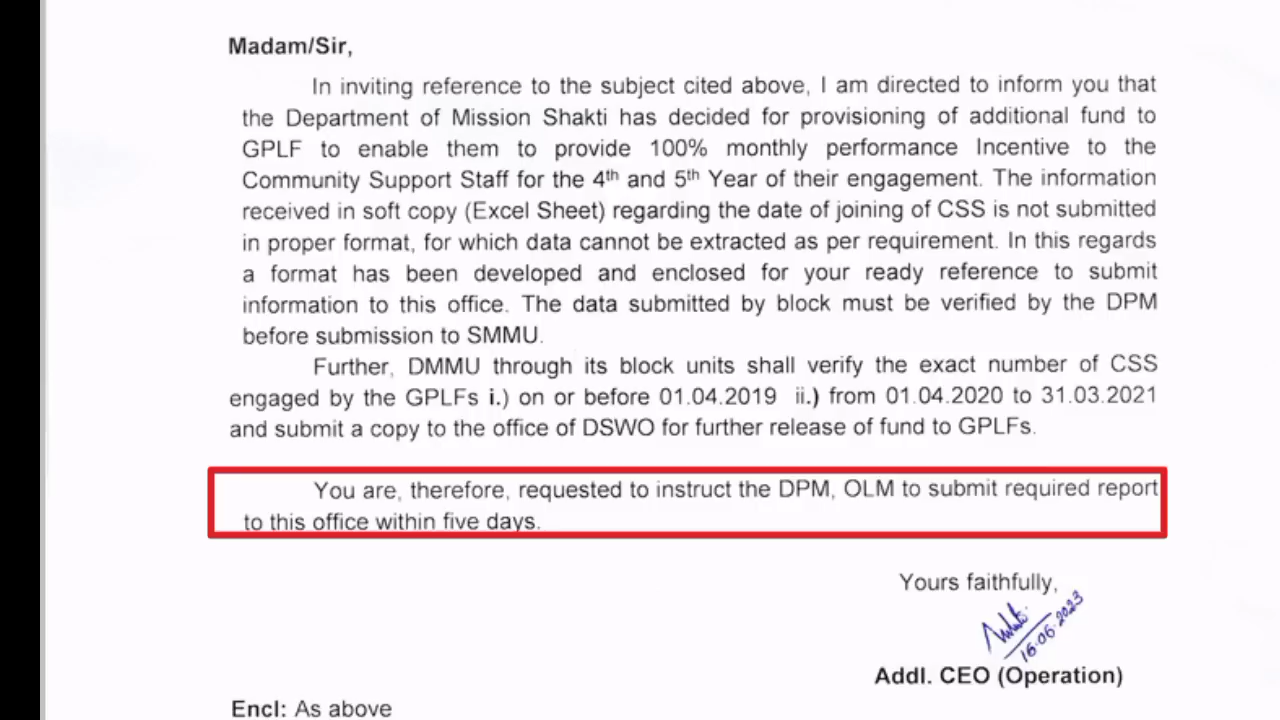 Madam/Sir,
In inviting reference to the subject cited above, I am directed to inform you that
the Department of Mission Shakti has decided for provisioning of additional fund to
GPLF to enable them to provide 100% monthly performance Incentive to the
Community Support Staff for the 4th and 5th Year of their engagement. The information
received in soft copy (Excel Sheet) regarding the date of joining of CSS is not submitted
in proper format, for which data cannot be extracted as per requirement. In this regards
a format has been developed and enclosed for your ready reference to submit
information to this office. The data submitted by block must be verified by the DPM
before submission to SMMU.
Further, DMMU through its block units shall verify the exact number of CSS
engaged by the GPLFs i.) on or before 01.04.2019 ii.) from 01.04.2020 to 31.03.2021
and submit a copy to the office of DSWO for further release of fund to GPLFs.
You are, therefore, requested to instruct the DPM, OLM to submit required report
to this office within five days.
Yours faithfully,
16.06.2023
Addl. CEO (Operation)
Encl: As above